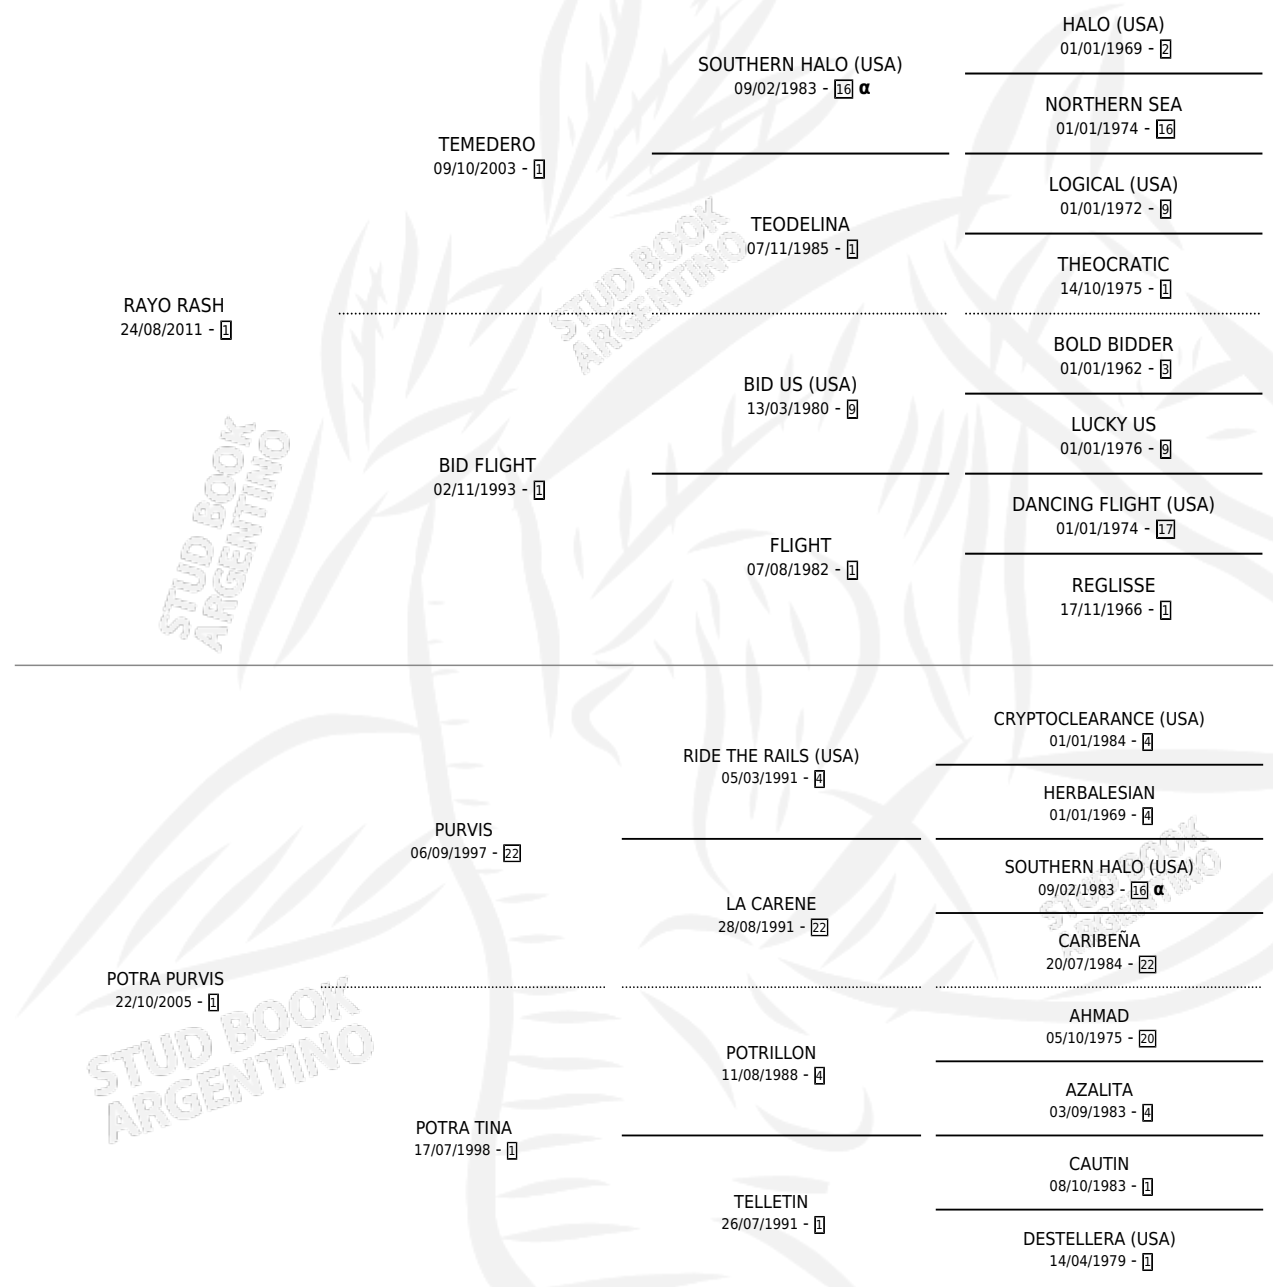 RAYO RASH
24/08/2011 - 1
TEMEDERO
09/10/2003 - 1
SOUTHERN HALO (USA)
09/02/1983 - 16 α
HALO (USA)
01/01/1969 - 2
NORTHERN SEA
01/01/1974 - 16
TEODELINA
07/11/1985 - 1
LOGICAL (USA)
01/01/1972 - 9
THEOCRATIC
14/10/1975 - 1
BID FLIGHT
02/11/1993 - 1
BID US (USA)
13/03/1980 - 9
BOLD BIDDER
01/01/1962 - 3
LUCKY US
01/01/1976 - 9
FLIGHT
07/08/1982 - 1
DANCING FLIGHT (USA)
01/01/1974 - 17
REGLISSE
17/11/1966 - 1
POTRA PURVIS
22/10/2005 - 1
PURVIS
06/09/1997 - 22
RIDE THE RAILS (USA)
05/03/1991 - 4
CRYPTOCLEARANCE (USA)
01/01/1984 - 4
HERBALESIAN
01/01/1969 - 4
LA CARENE
28/08/1991 - 22
SOUTHERN HALO (USA)
09/02/1983 - 16 α
CARIBEÑA
20/07/1984 - 22
POTRA TINA
17/07/1998 - 1
POTRILLON
11/08/1988 - 4
AHMAD
05/10/1975 - 20
AZALITA
03/09/1983 - 4
TELLETIN
26/07/1991 - 1
CAUTIN
08/10/1983 - 1
DESTELLERA (USA)
14/04/1979 - 1
STUD BOOK
ARGENTINO
STUD BOOK
ARGENTINO
STUD BOOK
ARGENTINO
STUD BOOK
ARGENTINO